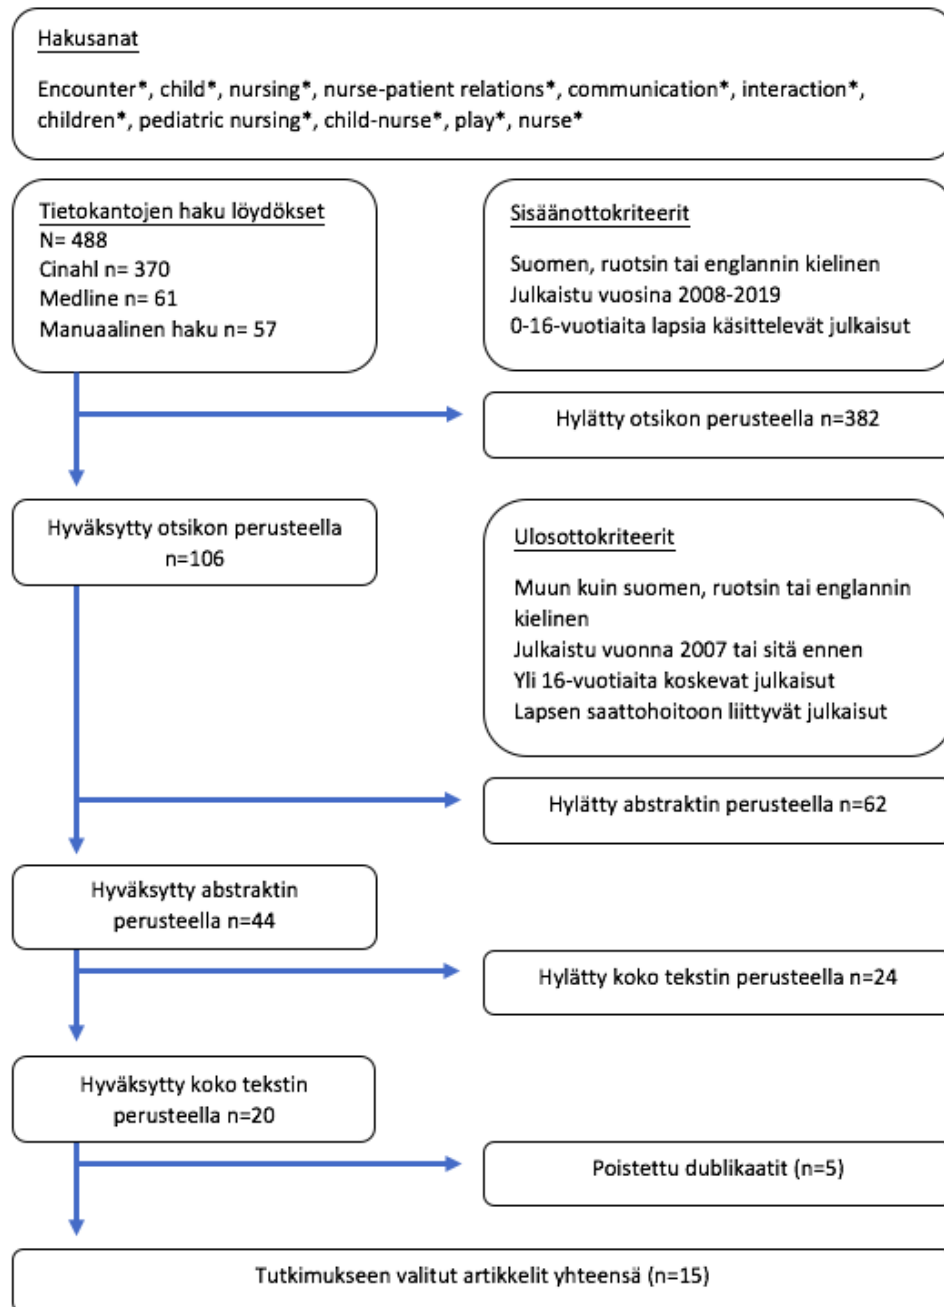 Hakusanat
Encounter*, child*, nursing*, nurse-patient relations*, communication*, interaction*,
children*, pediatric nursing*, child-nurse*, play*, nurse*
Tietokantojen haku löydökset
N= 488
Cinahl n= 370
Medline n= 61
Manuaalinen haku n= 57
Sisäänottokriteerit
Suomen, ruotsin tai englannin kielinen
Julkaistu vuosina 2008-2019
0-16-vuotiaita lapsia käsittelevät julkaisut
Hylätty otsikon perusteella n=382
Hyväksytty otsikon perusteella
n=106
Ulosottokriteerit
Muun kuin suomen, ruotsin tai englannin
kielinen
Julkaistu vuonna 2007 tai sitä ennen
Yli 16-vuotiaita koskevat julkaisut
Lapsen saattohoitoon liittyvät julkaisut
Hylätty abstraktin perusteella n=62
Hyväksytty abstraktin
perusteella n=44
Hylätty koko tekstin perusteella n=24
Hyväksytty koko tekstin
perusteella n=20
Poistettu dublikaatit (n=5)
Tutkimukseen valitut artikkelit yhteensä (n=15)